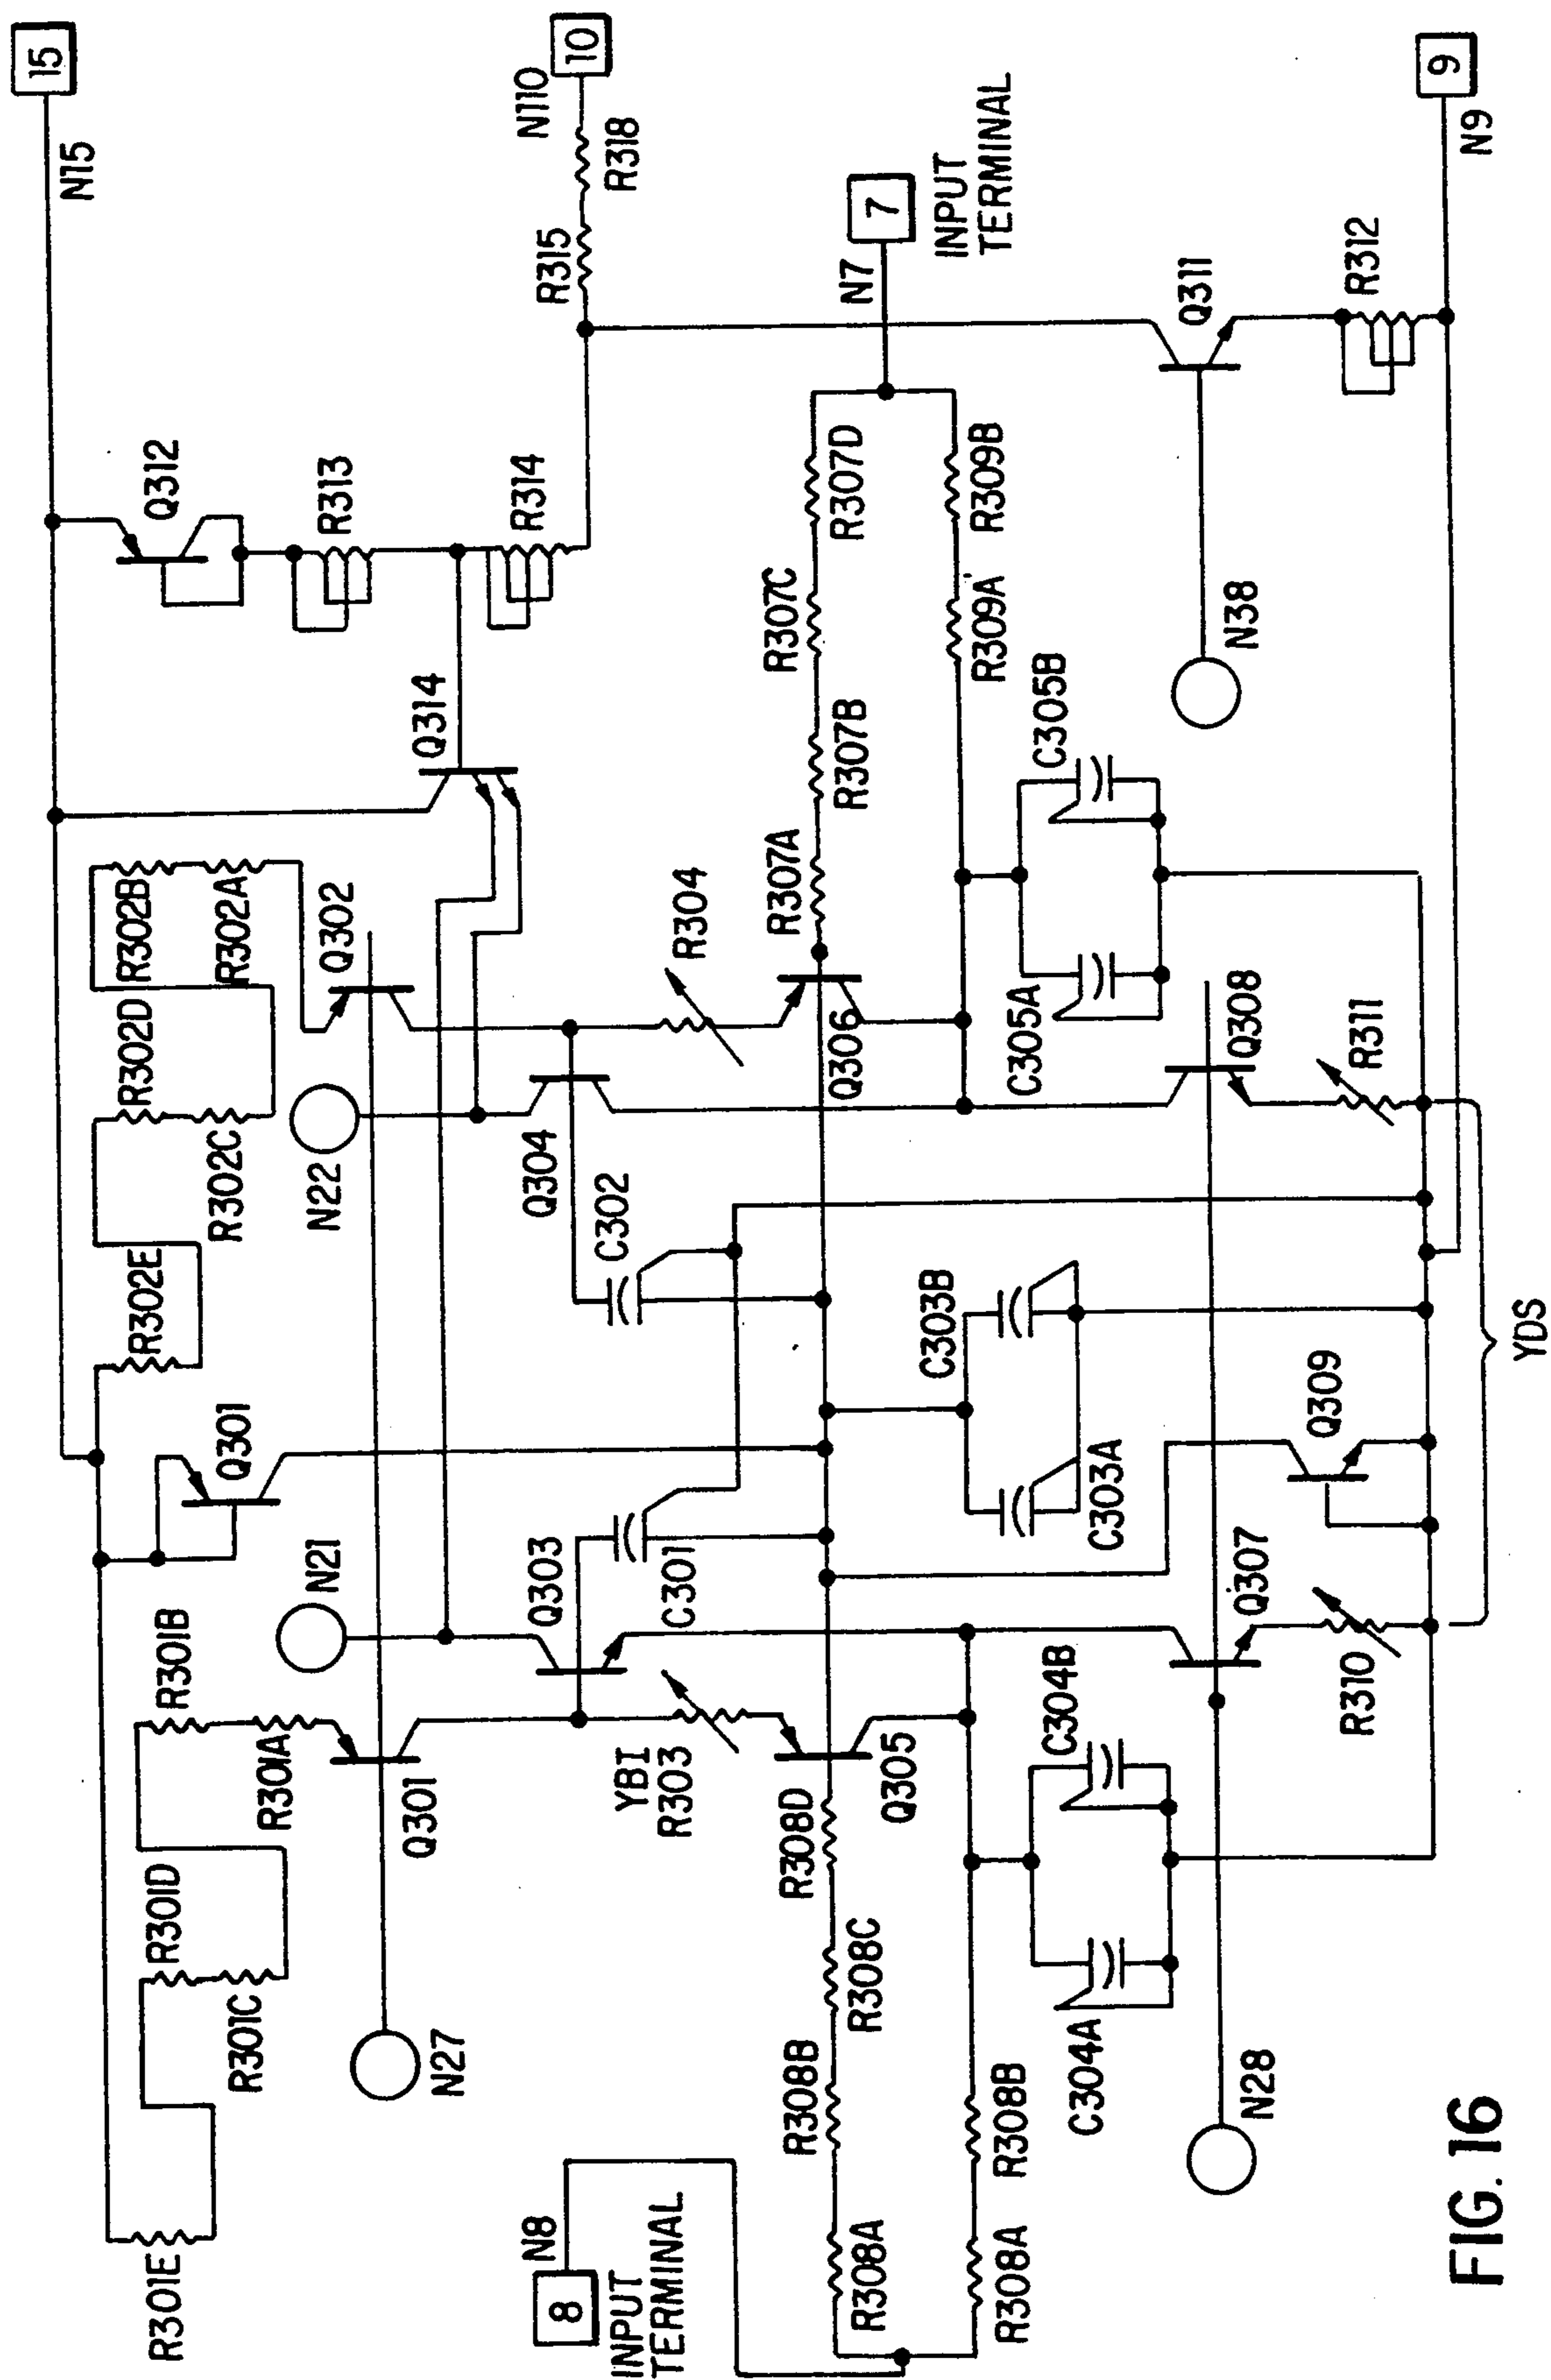 15
N15
Q312
R313
R314
N110
10
R315
R318
Q314
R302B
R302A
R302D
R302C
R302E
Q302
Q301
N22
N21
R301B
R301A
R301D
R301C
R301E
Q301
N27
Q304
C302
R304
Q303
C301
YBI
R303
R307A
R307B
R307C
R307D
N7
7
INPUT
TERMINAL
Q306
Q305
R309A
R309B
C305A
C305B
C303B
C303A
R308D
R308C
R308B
R308A
N8
8
INPUT
TERMINAL
R308A
R308B
C304B
C304A
Q311
R312
N38
Q308
R311
Q309
Q307
R310
N28
N9
9
YDS
FIG. 16